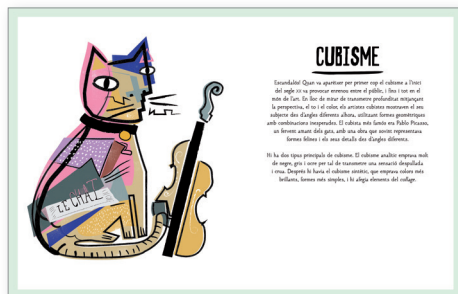 LE CHAT
CUBISME
Escandalós! Quan va aparèixer per primer cop el cubisme a l'inici
del segle XX va provocar enrenou entre el públic, i fins i tot en el
món de l'art. En lloc de mirar de transmetre profunditat mitjançant
la perspectiva, el to i el color, els artistes cubistes mostraven el seu
subjecte des d'angles diferents alhora, utilitzant formes geomètriques
amb combinacions inesperades. El cubista més famós era Pablo Picasso,
un fervent amant dels gats, amb una obra que sovint representava
formes felines i els seus detalls des d'angles diferents.
Hi ha dos tipus principals de cubisme. El cubisme analític emprava molt
de negre, gris i ocre per tal de transmetre una sensació despullada
i crua. Després hi havia el cubisme sintètic, que emprava colors més
brillants, formes més simples, i hi afegia elements del collage.